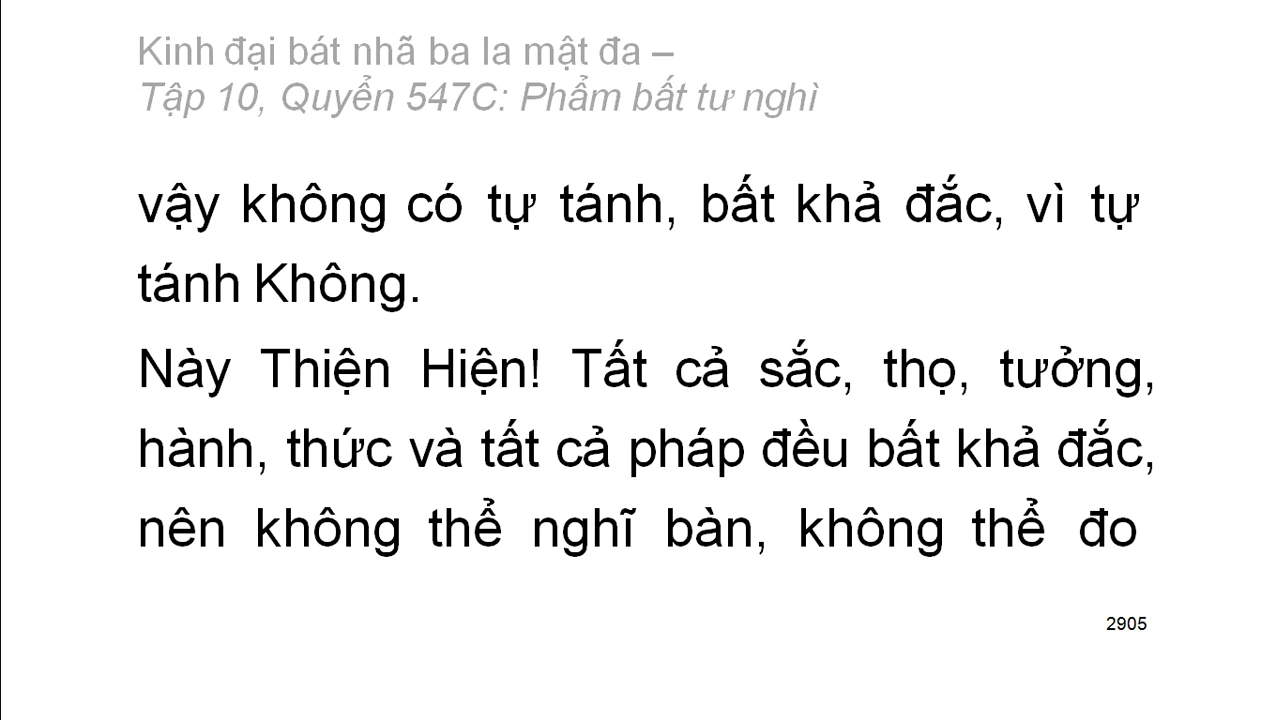 Kinh đại bát nhã ba la mật đa –
Tập 10, Quyển 547C: Phẩm bất tư nghì
vậy không có tự tánh, bất khả đắc, vì tự
tánh Không.
Này Thiện Hiện! Tất cả sắc, thọ, tưởng,
hành, thức và tất cả pháp đều bất khả đắc,
nên không thể nghĩ bàn, không thể đo
2905